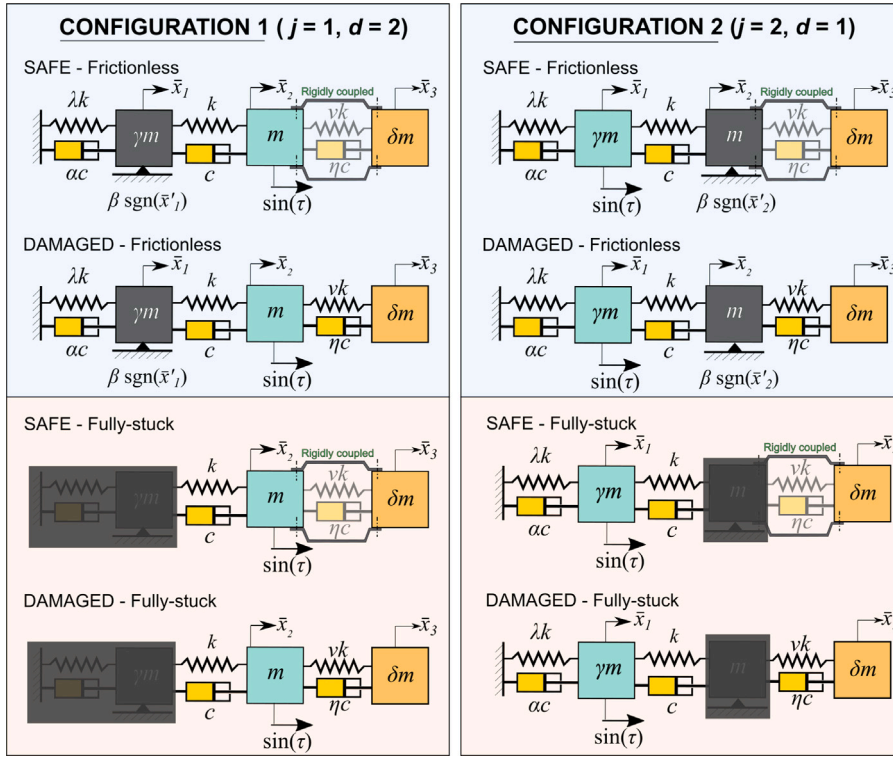 CONFIGURATION 1 ( j = 1, d = 2)
SAFE - Frictionless
x̄₁
x̄₂
Rigidly coupled
x̄₃
λk
k
νk
γm
m
δm
αc
c
ηc
β sgn(x̄'₁)
sin(τ)
DAMAGED - Frictionless
x̄₁
x̄₂
x̄₃
λk
k
νk
γm
m
δm
αc
c
ηc
β sgn(x̄'₁)
sin(τ)
SAFE - Fully-stuck
x̄₂
Rigidly coupled
x̄₃
k
νk
γm
m
δm
c
ηc
sin(τ)
DAMAGED - Fully-stuck
x̄₂
x̄₃
k
νk
γm
m
δm
c
ηc
sin(τ)
CONFIGURATION 2 (j = 2, d = 1)
SAFE - Frictionless
x̄₁
x̄₂
Rigidly coupled
x̄₃
λk
k
νk
γm
m
δm
αc
c
ηc
sin(τ)
β sgn(x̄'₂)
DAMAGED - Frictionless
x̄₁
x̄₂
x̄₃
λk
k
νk
γm
m
δm
αc
c
ηc
sin(τ)
β sgn(x̄'₂)
SAFE - Fully-stuck
x̄₁
Rigidly coupled
λk
k
νk
γm
m
δm
αc
c
ηc
sin(τ)
DAMAGED - Fully-stuck
x̄₁
λk
k
νk
γm
m
δm
αc
c
ηc
sin(τ)